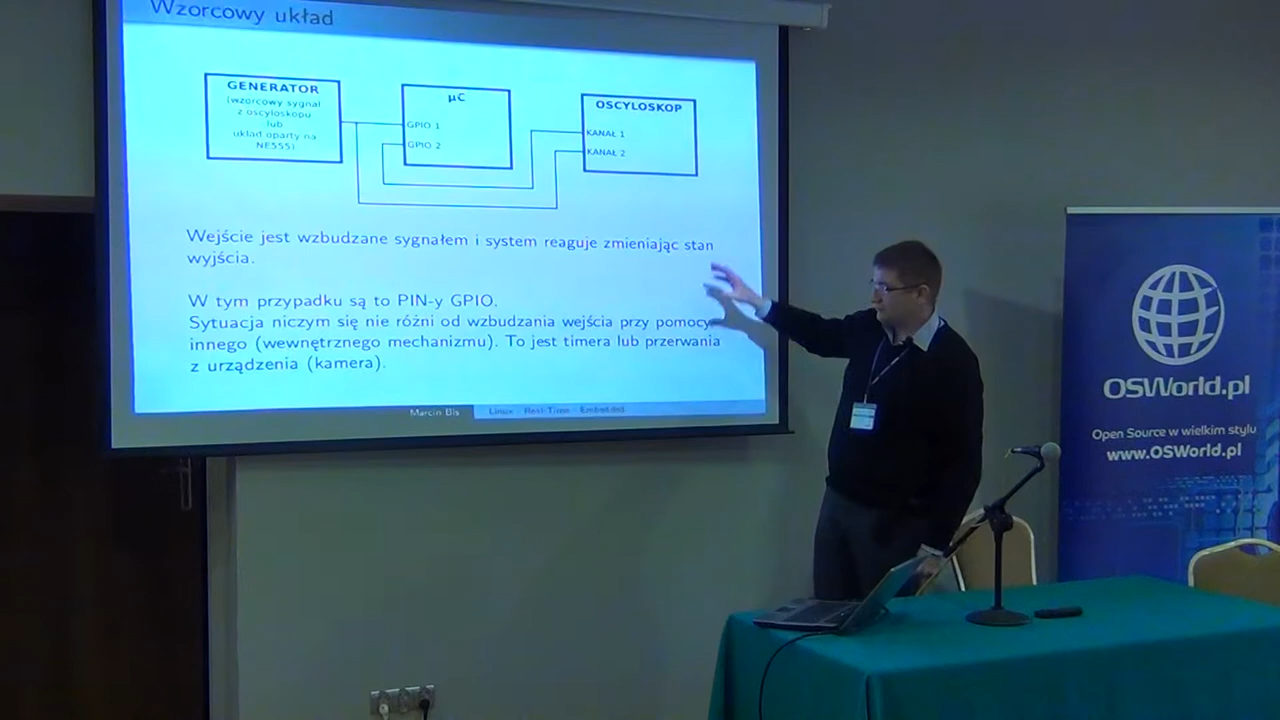 Wzorcowy układ
GENERATOR
(wzorcowy sygnał
z oscyloskopu
lub
układ oparty na
NE555)
µC
GPIO 1
GPIO 2
OSCYLOSKOP
KANAŁ 1
KANAŁ 2
Wejście jest wzbudzane sygnałem i system reaguje zmieniając stan
wyjścia.
W tym przypadku są to PIN-y GPIO.
Sytuacja niczym się nie różni od wzbudzania wejścia przy pomocy
innego (wewnętrznego mechanizmu). To jest timera lub przerwania
z urządzenia (kamera).
Marcin Bis
Linux - Real-Time - Embedded
OSWorld.pl
Open Source w wielkim stylu
www.OSWorld.pl